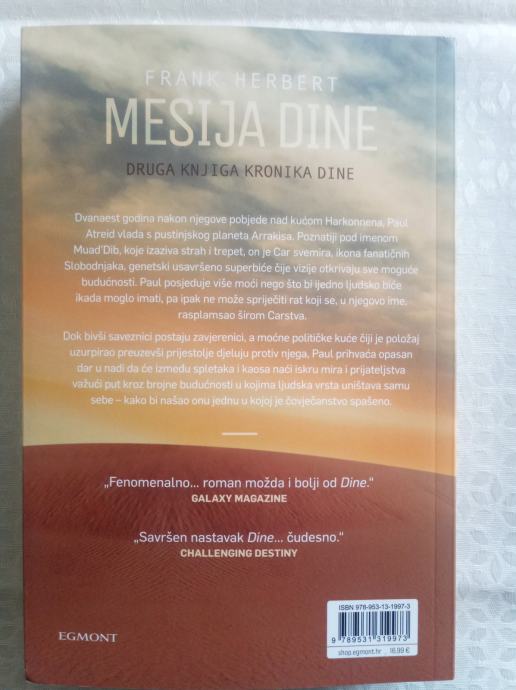 FRANK HERBERT
MESIJA DINE
DRUGA KNJIGA KRONIKA DINE
Dvanaest godina nakon njegove pobjede nad kućom Harkonnena, Paul
Atreid vlada s pustinjskog planeta Arrakisa. Poznatiji pod imenom
Muad'Dib, koje izaziva strah i trepet, on je Car svemira, ikona fanatičnih
Slobodnjaka, genetski usavršeno superbiće čije vizije otkrivaju sve moguće
budućnosti. Paul posjeduje više moći nego što bi ijedno ljudsko biće
ikada moglo imati, pa ipak ne može spriječiti rat koji se, u njegovo ime,
rasplamsao širom Carstva.
Dok bivši saveznici postaju zavjerenici, a moćne političke kuće čiji je položaj
uzurpirao preuzevši prijestolje djeluju protiv njega, Paul prihvaća opasan
dar u nadi da će između spletaka i kaosa naći iskru mira i prijateljstva
važući put kroz brojne budućnosti u kojima ljudska vrsta uništava samu
sebe – kako bi našao onu jednu u kojoj je čovječanstvo spašeno.
„Fenomenalno... roman možda i bolji od Dine.“
GALAXY MAGAZINE
„Savršen nastavak Dine... čudesno.“
CHALLENGING DESTINY
ISBN 978-953-13-1997-3
9 789531 319973
shop.egmont.hr 16,99 €
EGMONT